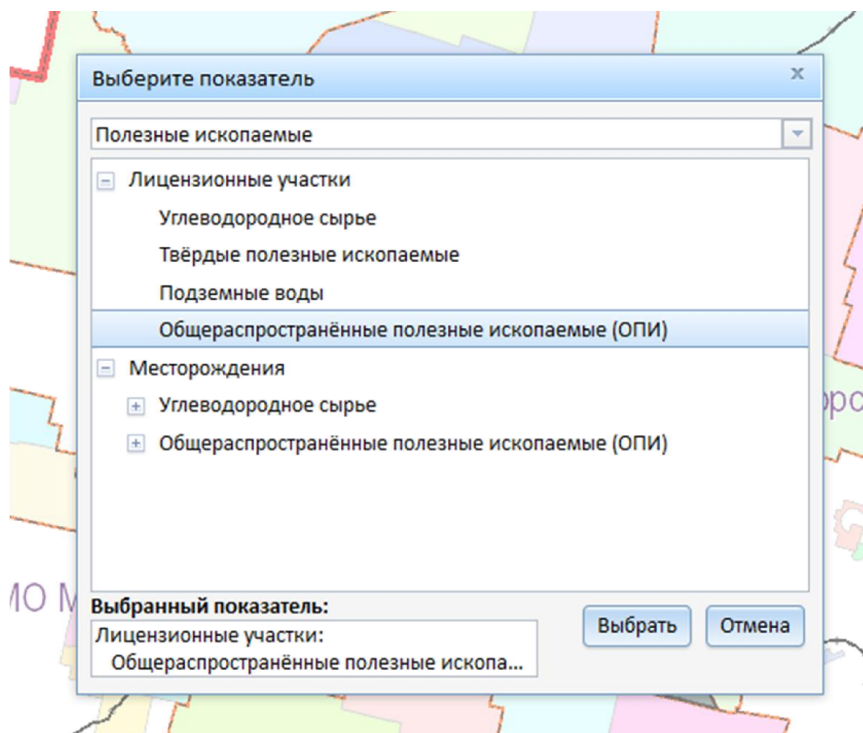 Выберите показатель
x
Полезные ископаемые
Лицензионные участки
Углеводородное сырье
Твёрдые полезные ископаемые
Подземные воды
Общераспространённые полезные ископаемые (ОПИ)
Месторождения
Углеводородное сырье
Общераспространённые полезные ископаемые (ОПИ)
Выбранный показатель:
Лицензионные участки:
Общераспространённые полезные ископа...
Выбрать
Отмена